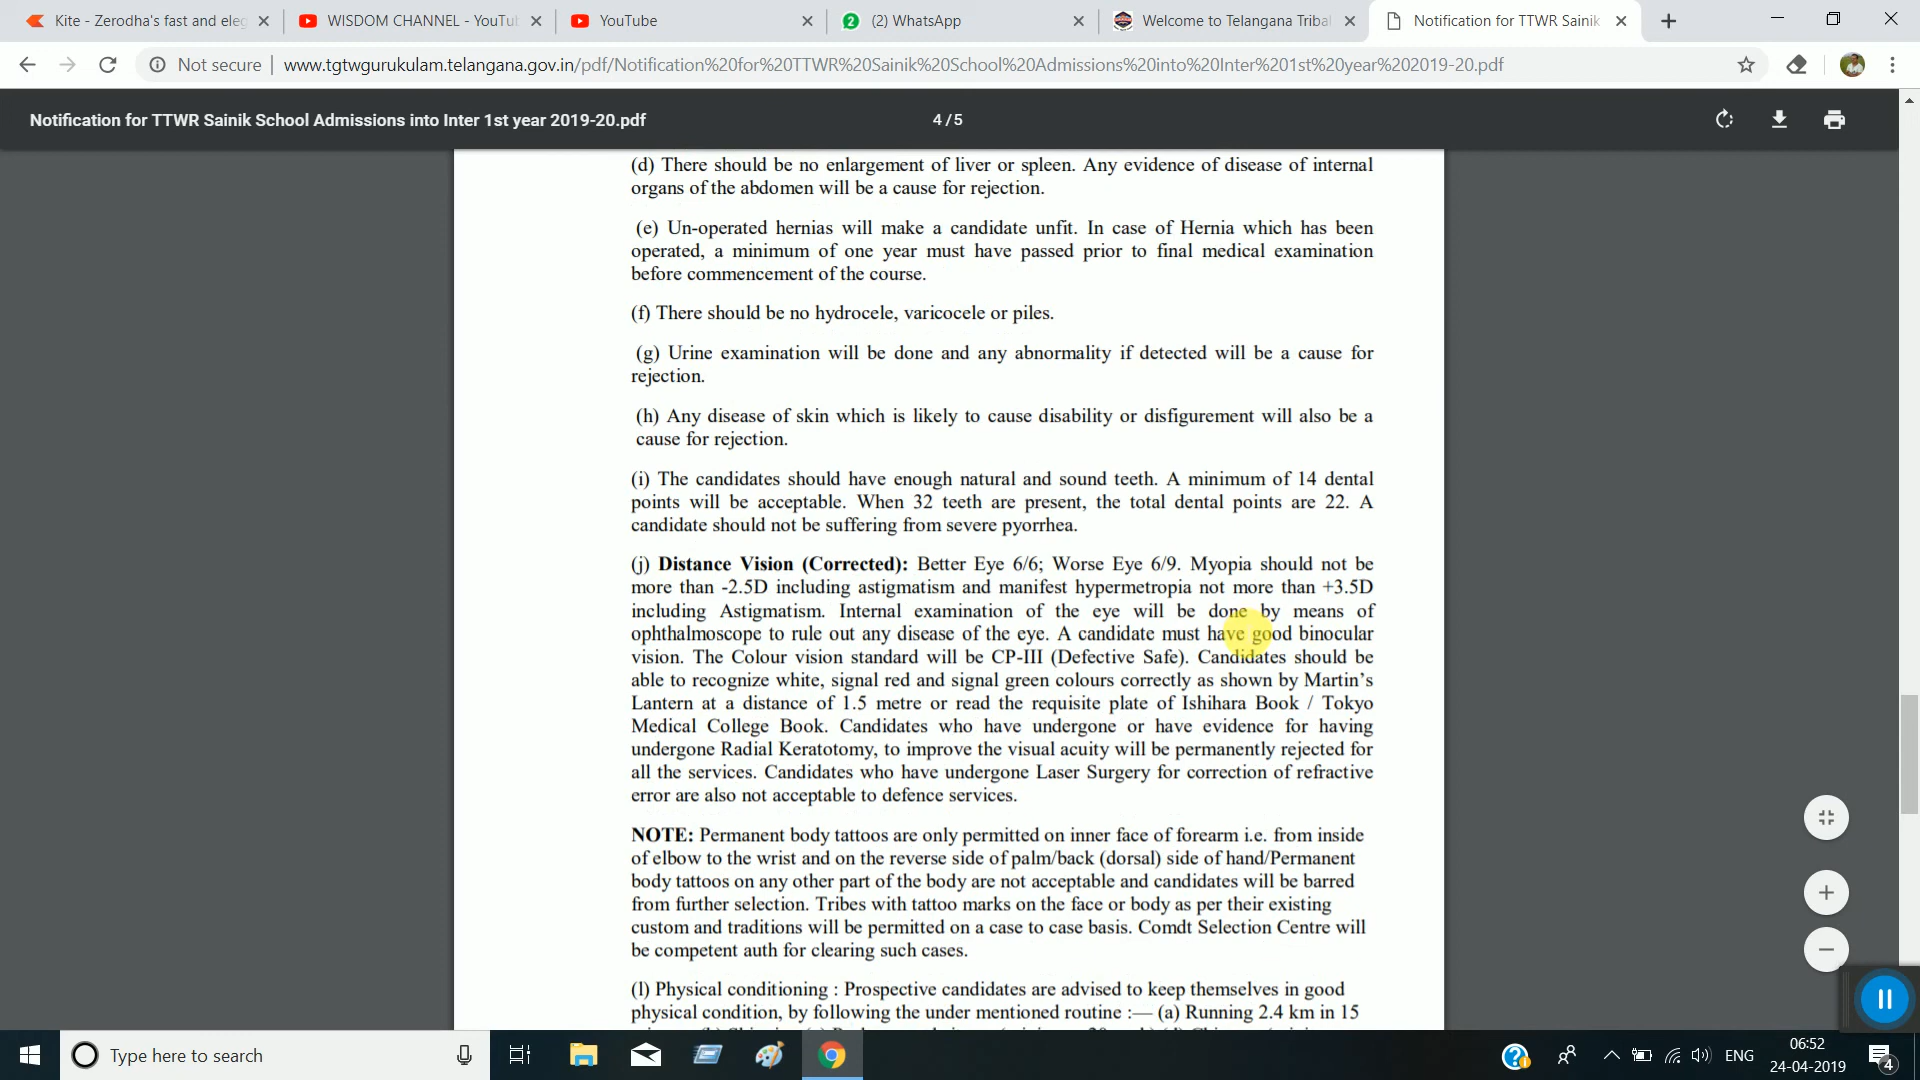 Kite - Zerodha's fast and eleg
WISDOM CHANNEL - YouTu
YouTube
(2) WhatsApp
Welcome to Telangana Tribal
Notification for TTWR Sainik
Not secure | www.tgtwgurukulam.telangana.gov.in/pdf/Notification%20for%20TTWR%20Sainik%20School%20Admissions%20into%20Inter%201st%20year%202019-20.pdf
Notification for TTWR Sainik School Admissions into Inter 1st year 2019-20.pdf
4 / 5
(d) There should be no enlargement of liver or spleen. Any evidence of disease of internal
organs of the abdomen will be a cause for rejection.
(e) Un-operated hernias will make a candidate unfit. In case of Hernia which has been
operated, a minimum of one year must have passed prior to final medical examination
before commencement of the course.
(f) There should be no hydrocele, varicocele or piles.
(g) Urine examination will be done and any abnormality if detected will be a cause for
rejection.
(h) Any disease of skin which is likely to cause disability or disfigurement will also be a
cause for rejection.
(i) The candidates should have enough natural and sound teeth. A minimum of 14 dental
points will be acceptable. When 32 teeth are present, the total dental points are 22. A
candidate should not be suffering from severe pyorrhea.
(j) Distance Vision (Corrected): Better Eye 6/6; Worse Eye 6/9. Myopia should not be
more than -2.5D including astigmatism and manifest hypermetropia not more than +3.5D
including Astigmatism. Internal examination of the eye will be done by means of
ophthalmoscope to rule out any disease of the eye. A candidate must have good binocular
vision. The Colour vision standard will be CP-III (Defective Safe). Candidates should be
able to recognize white, signal red and signal green colours correctly as shown by Martin's
Lantern at a distance of 1.5 metre or read the requisite plate of Ishihara Book / Tokyo
Medical College Book. Candidates who have undergone or have evidence for having
undergone Radial Keratotomy, to improve the visual acuity will be permanently rejected for
all the services. Candidates who have undergone Laser Surgery for correction of refractive
error are also not acceptable to defence services.
NOTE: Permanent body tattoos are only permitted on inner face of forearm i.e. from inside
of elbow to the wrist and on the reverse side of palm/back (dorsal) side of hand/Permanent
body tattoos on any other part of the body are not acceptable and candidates will be barred
from further selection. Tribes with tattoo marks on the face or body as per their existing
custom and traditions will be permitted on a case to case basis. Comdt Selection Centre will
be competent auth for clearing such cases.
(l) Physical conditioning : Prospective candidates are advised to keep themselves in good
physical condition, by following the under mentioned routine :— (a) Running 2.4 km in 15
Type here to search
ENG
06:52
24-04-2019
4